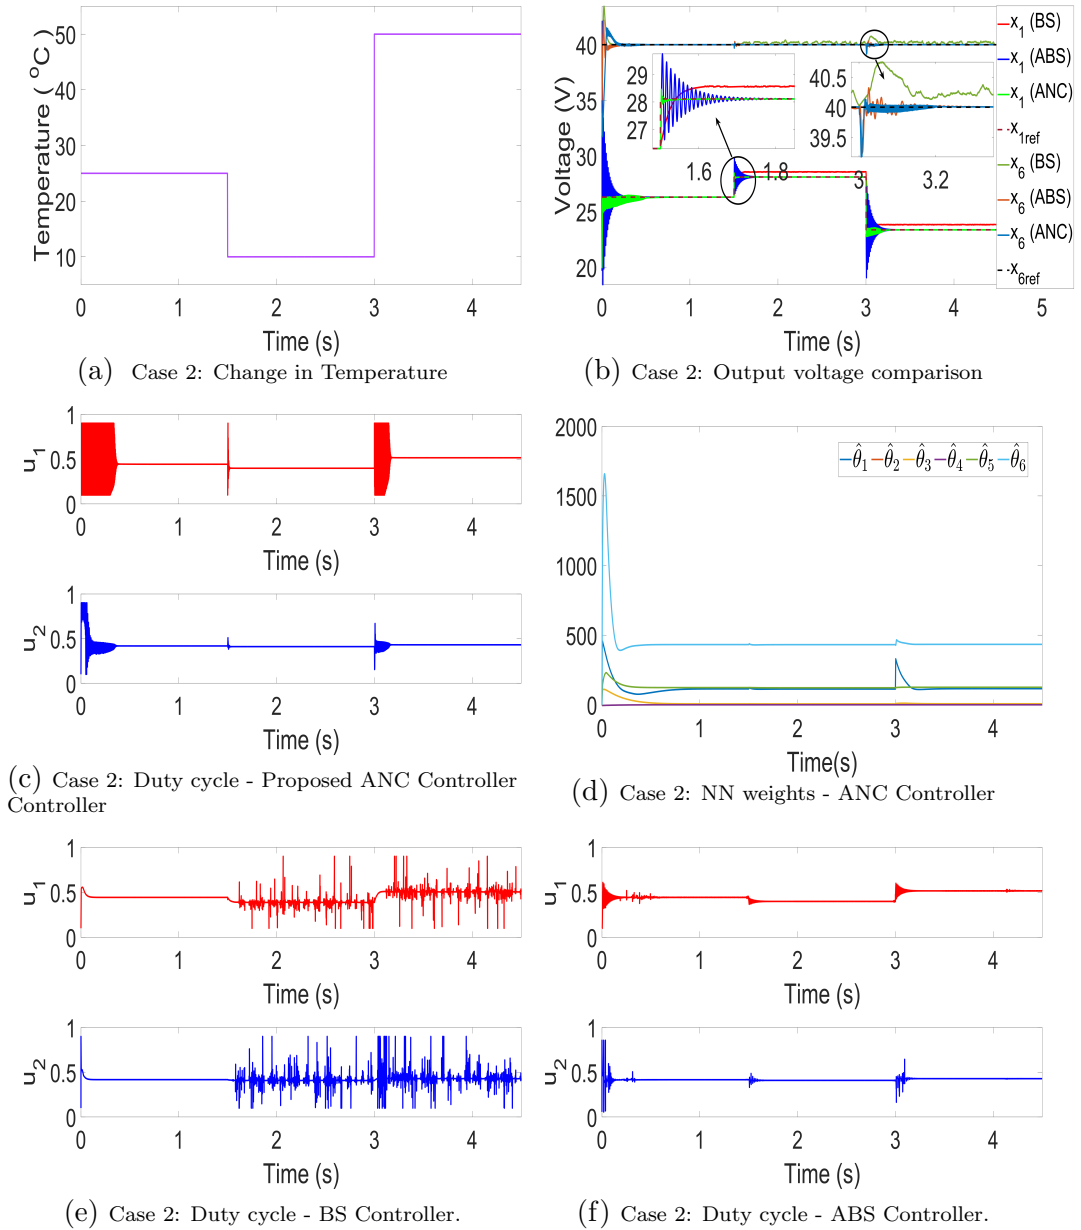 50
40
30
20
10
Temperature ( °C)
0 1 2 3 4
Time (s)
(a) Case 2: Change in Temperature
40
35
30
25
20
Voltage (V)
29
28
27
1.6 1.8
40.5
40
39.5
3 3.2
x1 (BS)
x1 (ABS)
x1 (ANC)
x1ref
x6 (BS)
x6 (ABS)
x6 (ANC)
x6ref
0 1 2 3 4 5
Time (s)
(b) Case 2: Output voltage comparison
1
0.5
0
u1
0 1 2 3 4
Time (s)
1
0.5
0
u2
0 1 2 3 4
Time (s)
(c) Case 2: Duty cycle - Proposed ANC Controller
Controller
2000
1500
1000
500
0
θ̂1 θ̂2 θ̂3 θ̂4 θ̂5 θ̂6
0 1 2 3 4
Time(s)
(d) Case 2: NN weights - ANC Controller
1
0.5
0
u1
0 1 2 3 4
Time (s)
1
0.5
0
u2
0 1 2 3 4
Time (s)
(e) Case 2: Duty cycle - BS Controller.
1
0.5
0
u1
0 1 2 3 4
Time (s)
1
0.5
0
u2
0 1 2 3 4
Time (s)
(f) Case 2: Duty cycle - ABS Controller.